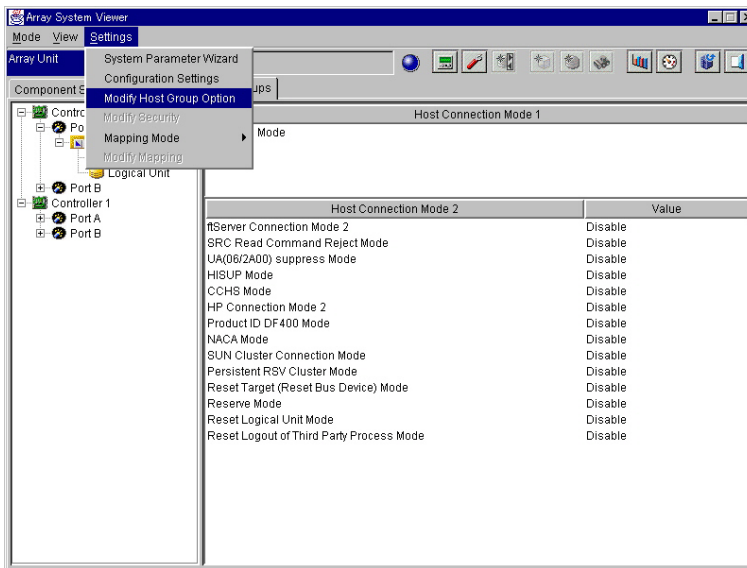 Array System Viewer
Mode View Settings
Array Unit
System Parameter Wizard
Configuration Settings
Modify Host Group Option
Modify Security
Mapping Mode
Modify Mapping
Component S
ups
Contro
Po
Logical Unit
Port B
Controller 1
Port A
Port B
Host Connection Mode 1
Mode
Host Connection Mode 2 Value
ftServer Connection Mode 2 Disable
SRC Read Command Reject Mode Disable
UA(06/2A00) suppress Mode Disable
HISUP Mode Disable
CCHS Mode Disable
HP Connection Mode 2 Disable
Product ID DF400 Mode Disable
NACA Mode Disable
SUN Cluster Connection Mode Disable
Persistent RSV Cluster Mode Disable
Reset Target (Reset Bus Device) Mode Disable
Reserve Mode Disable
Reset Logical Unit Mode Disable
Reset Logout of Third Party Process Mode Disable